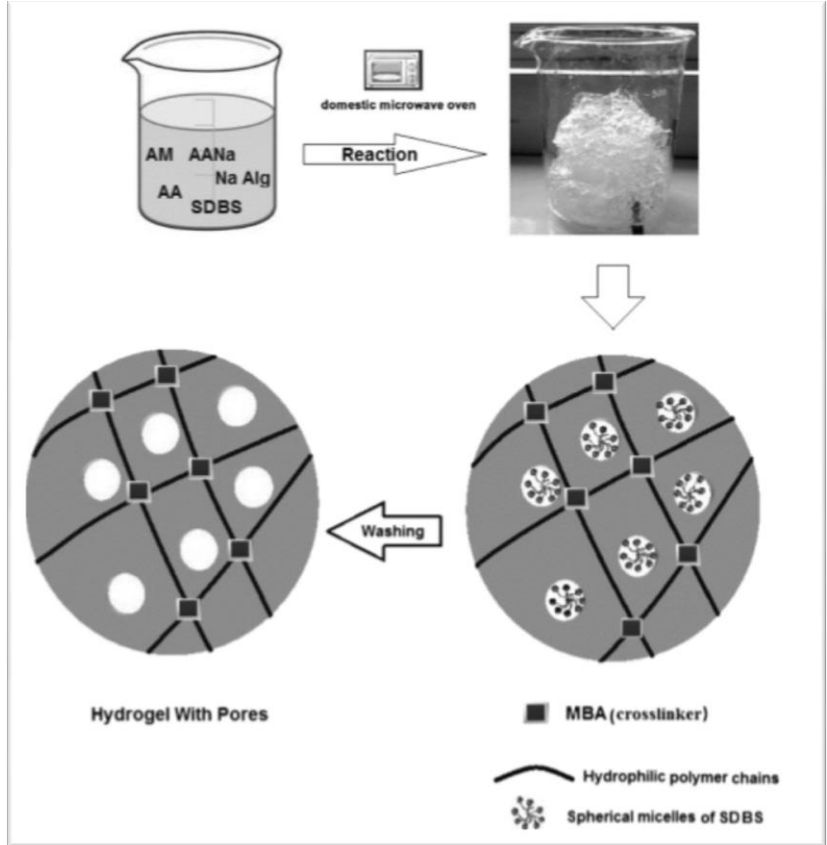 domestic microwave oven
AM AANa
Reaction
Na Alg
AA
SDBS
Washing
Hydrogel With Pores
MBA (crosslinker)
Hydrophilic polymer chains
Spherical micelles of SDBS